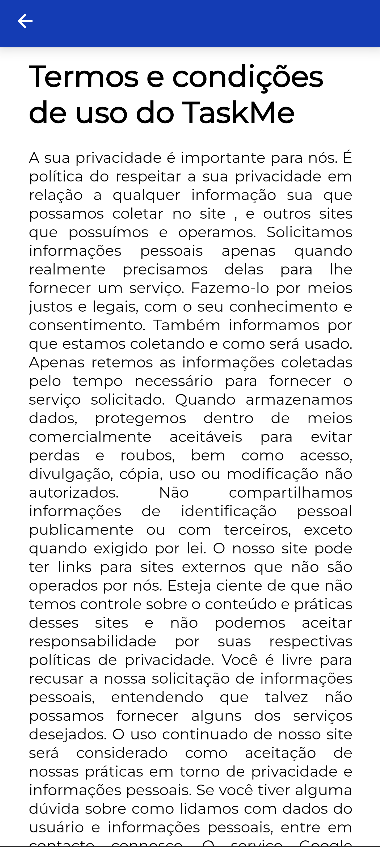 Termos e condições
de uso do TaskMe
A sua privacidade é importante para nós. É
política do respeitar a sua privacidade em
relação a qualquer informação sua que
possamos coletar no site , e outros sites
que possuímos e operamos. Solicitamos
informações pessoais apenas quando
realmente precisamos delas para lhe
fornecer um serviço. Fazemo-lo por meios
justos e legais, com o seu conhecimento e
consentimento. Também informamos por
que estamos coletando e como será usado.
Apenas retemos as informações coletadas
pelo tempo necessário para fornecer o
serviço solicitado. Quando armazenamos
dados, protegemos dentro de meios
comercialmente aceitáveis para evitar
perdas e roubos, bem como acesso,
divulgação, cópia, uso ou modificação não
autorizados. Não compartilhamos
informações de identificação pessoal
publicamente ou com terceiros, exceto
quando exigido por lei. O nosso site pode
ter links para sites externos que não são
operados por nós. Esteja ciente de que não
temos controle sobre o conteúdo e práticas
desses sites e não podemos aceitar
responsabilidade por suas respectivas
políticas de privacidade. Você é livre para
recusar a nossa solicitação de informações
pessoais, entendendo que talvez não
possamos fornecer alguns dos serviços
desejados. O uso continuado de nosso site
será considerado como aceitação de
nossas práticas em torno de privacidade e
informações pessoais. Se você tiver alguma
dúvida sobre como lidamos com dados do
usuário e informações pessoais, entre em
contacto connosco. O serviço Google